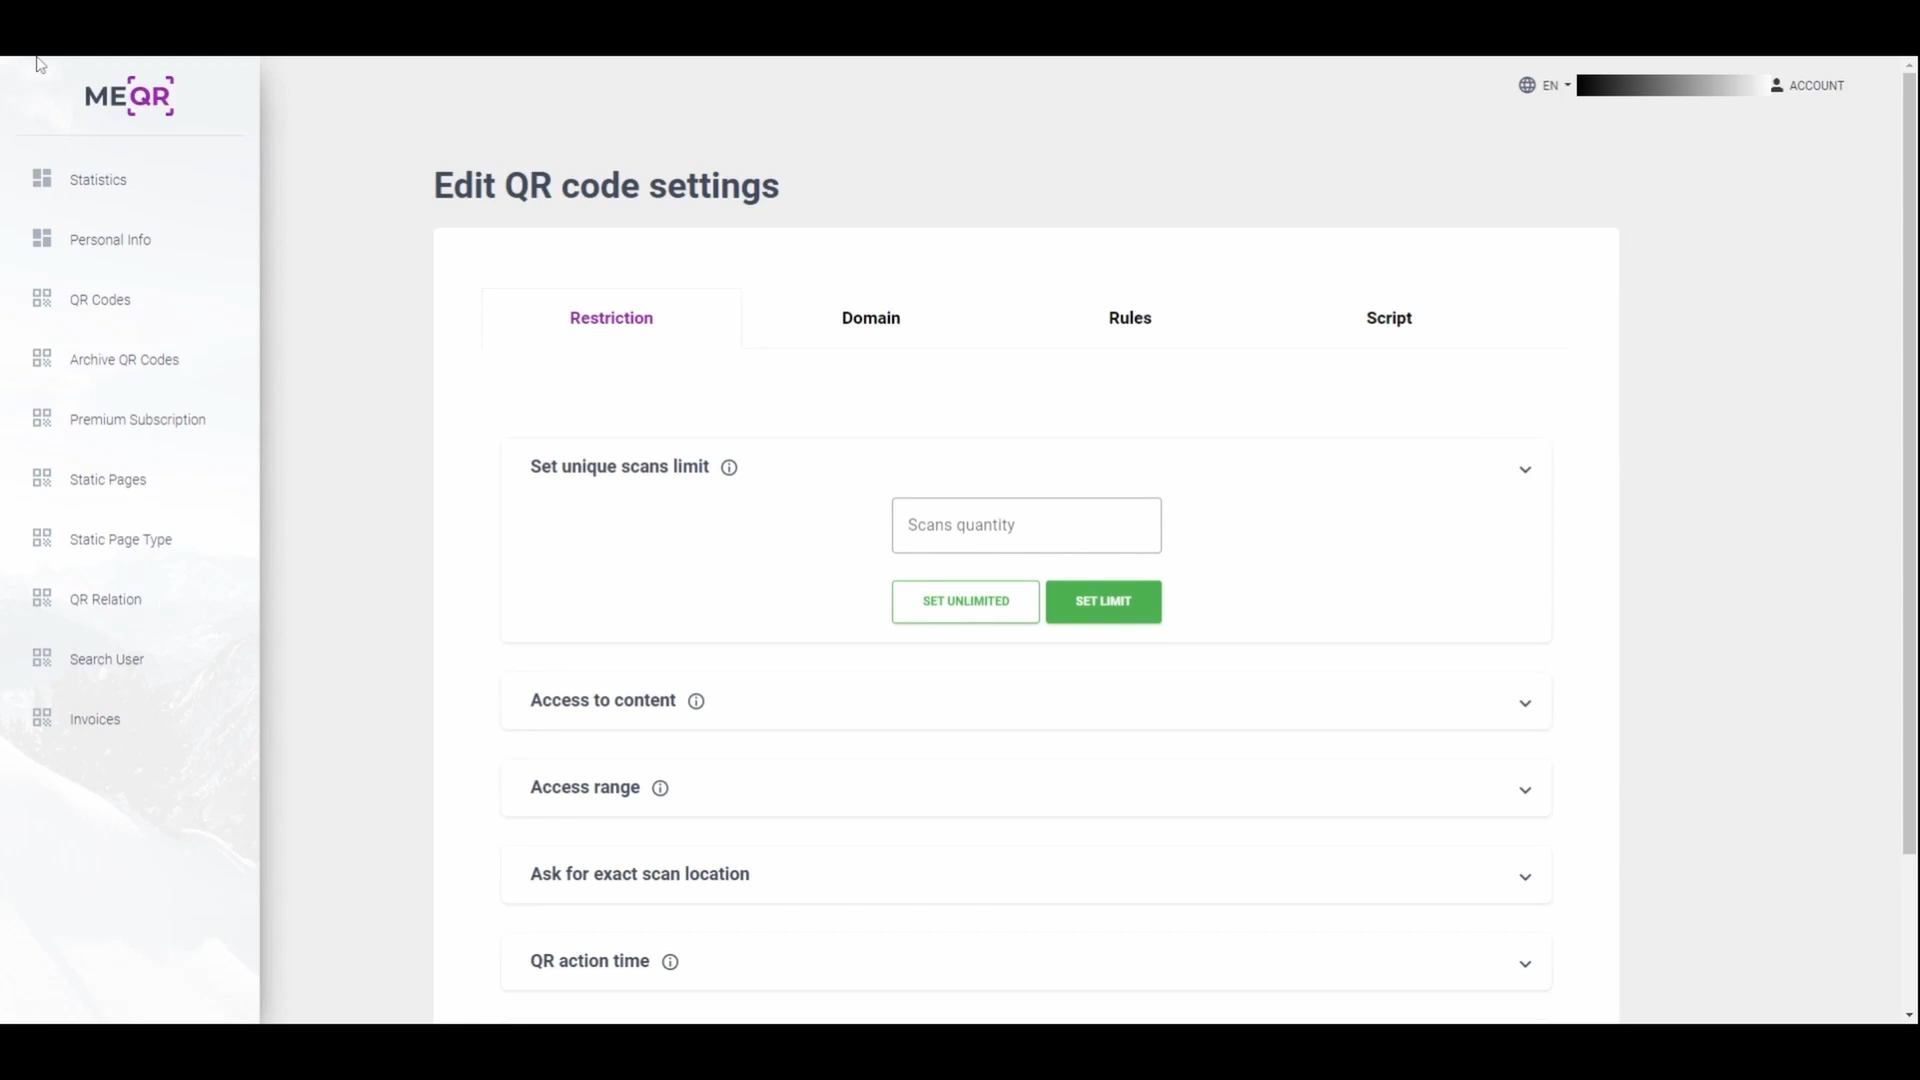 MEQR
EN
ACCOUNT
Statistics
Personal Info
QR Codes
Archive QR Codes
Premium Subscription
Static Pages
Static Page Type
QR Relation
Search User
Invoices
Edit QR code settings
Restriction
Domain
Rules
Script
Set unique scans limit
Scans quantity
SET UNLIMITED
SET LIMIT
Access to content
Access range
Ask for exact scan location
QR action time